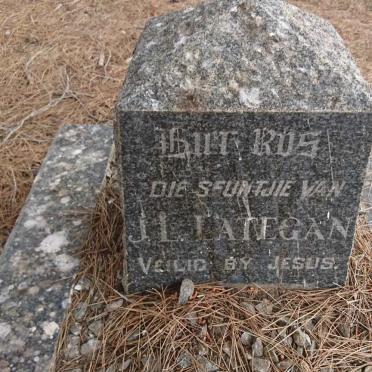 Hier Rus
DIE SEUNTJIE VAN
J.L. LATEGAN
VEILIG BY JESUS.